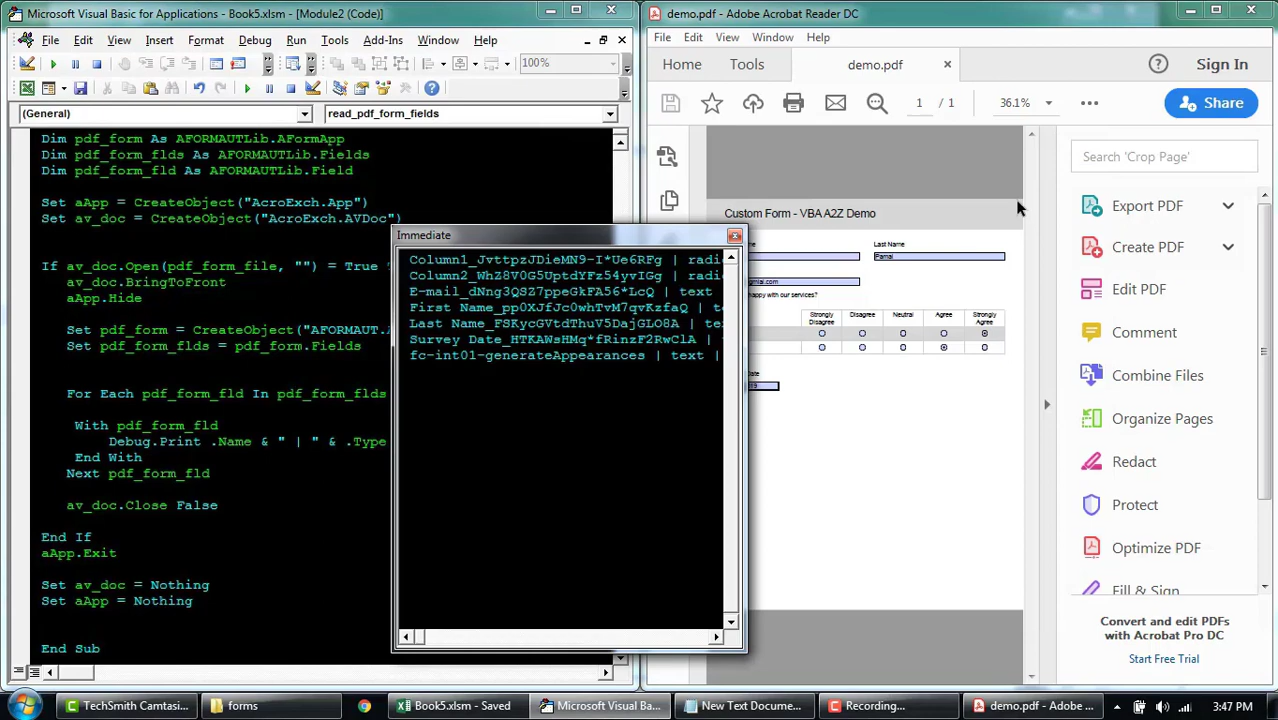 Microsoft Visual Basic for Applications - Book5.xlsm - [Module2 (Code)]
File Edit View Insert Format Debug Run Tools Add-Ins Window Help
100%
(General)
read_pdf_form_fields
Dim pdf_form As AFORMAUTLib.AFormApp
Dim pdf_form_flds As AFORMAUTLib.Fields
Dim pdf_form_fld As AFORMAUTLib.Field
Set aApp = CreateObject("AcroExch.App")
Set av_doc = CreateObject("AcroExch.AVDoc")
If av_doc.Open(pdf_form_file, "") = True
av_doc.BringToFront
aApp.Hide
Set pdf_form = CreateObject("AFORMAUT.
Set pdf_form_flds = pdf_form.Fields
For Each pdf_form_fld In pdf_form_flds
With pdf_form_fld
Debug.Print .Name & " | " & .Type
End With
Next pdf_form_fld
av_doc.Close False
End If
aApp.Exit
Set av_doc = Nothing
Set aApp = Nothing
End Sub
Immediate
Column1_JvttpzJDieMN9-I*Ue6RFg | radi
Column2_WhZ8V0G5UptdYFz54yvIGg | radi
E-mail_dNng3QSZ7ppeGkFA56*LcQ | text
First Name_pp0XJfJc0whTvM7qvKzfaQ | te
Last Name_FSKycGVtdThuV5DajGLO8A | te
Survey Date_HTKAWsHMq*fRinzF2RwClA |
fc-int01-generateAppearances | text |
demo.pdf - Adobe Acrobat Reader DC
File Edit View Window Help
Home Tools demo.pdf Sign In
1 / 1 36.1% Share
Custom Form - VBA A2Z Demo
Last Name
Pamai
happy with our services?
Strongly Disagree Disagree Neutral Agree Strongly Agree
Date
Search 'Crop Page'
Export PDF
Create PDF
Edit PDF
Comment
Combine Files
Organize Pages
Redact
Protect
Optimize PDF
Fill & Sign
Convert and edit PDFs
with Acrobat Pro DC
Start Free Trial
TechSmith Camtasi...
forms
Book5.xlsm - Saved
Microsoft Visual Ba...
New Text Docume...
Recording...
demo.pdf - Adobe ...
3:47 PM